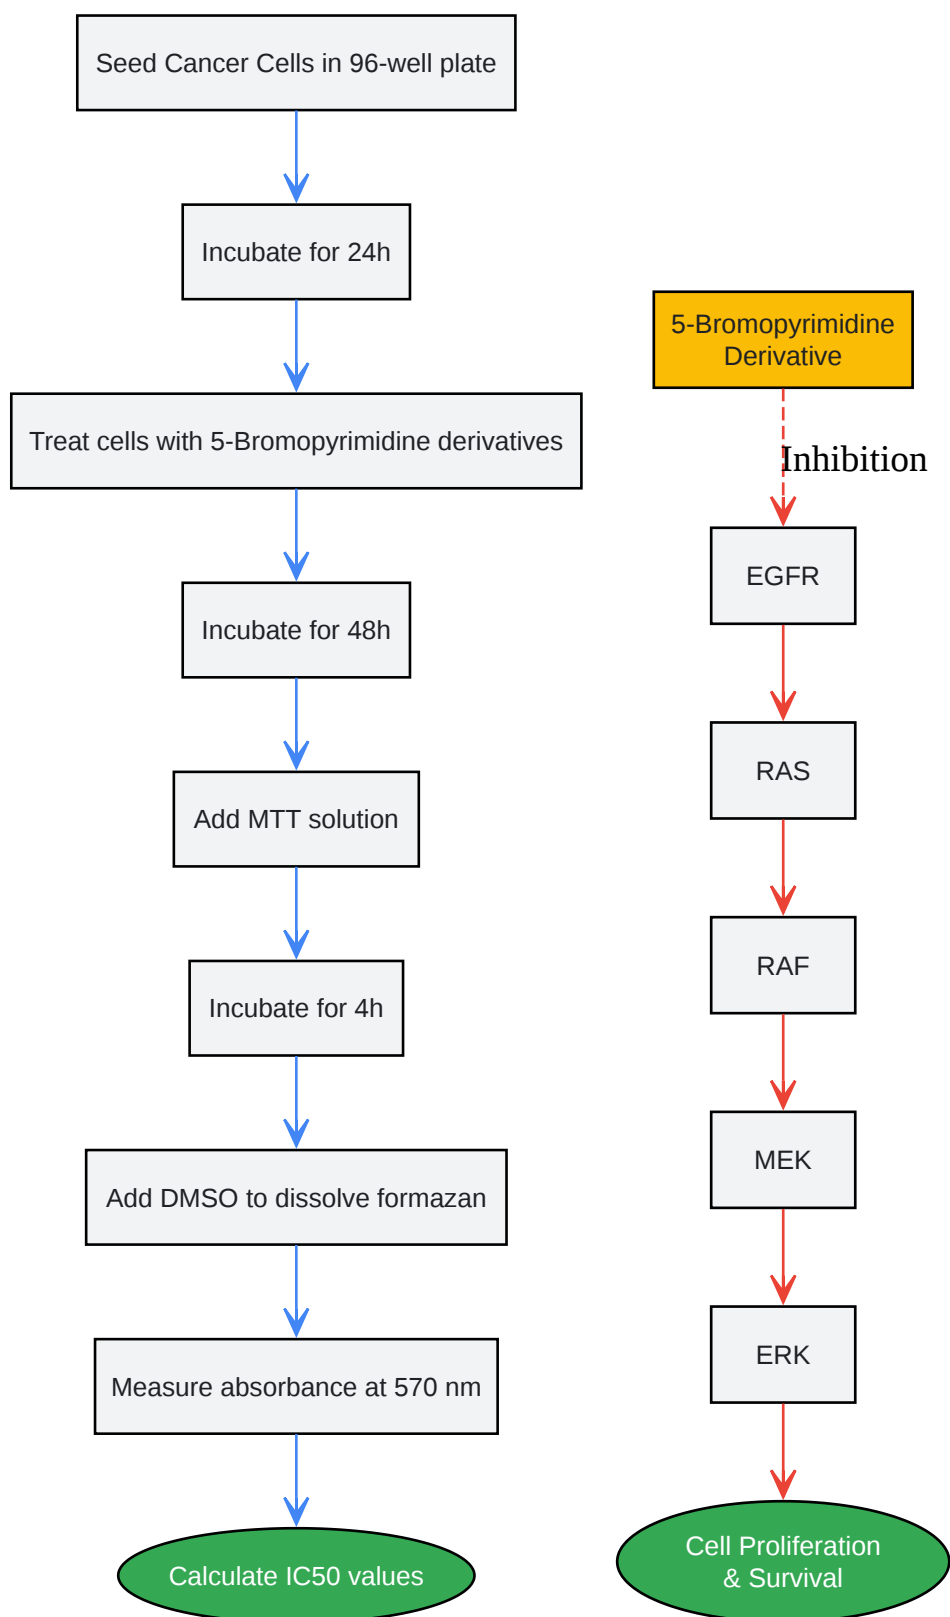 Seed Cancer Cells in 96-well plate
Incubate for 24h
Treat cells with 5-Bromopyrimidine derivatives
Incubate for 48h
Add MTT solution
Incubate for 4h
Add DMSO to dissolve formazan
Measure absorbance at 570 nm
Calculate IC50 values
5-Bromopyrimidine
Derivative
Inhibition
EGFR
RAS
RAF
MEK
ERK
Cell Proliferation
& Survival